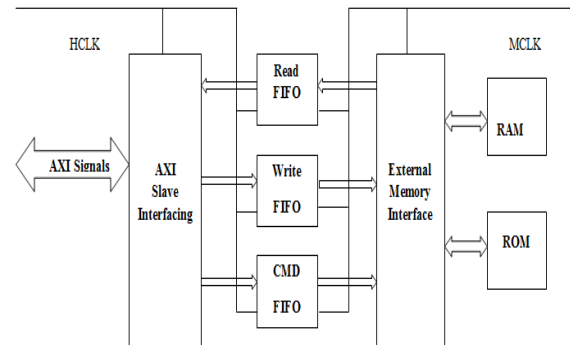 HCLK
MCLK
Read
FIFO
RAM
AXI Signals
AXI
Slave
Interfacing
Write
FIFO
External
Memory
Interface
ROM
CMD
FIFO